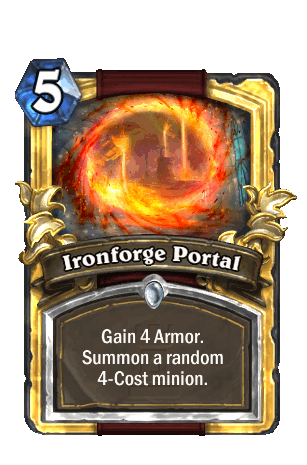 5
Ironforge Portal
Gain 4 Armor.
Summon a random
4-Cost minion.